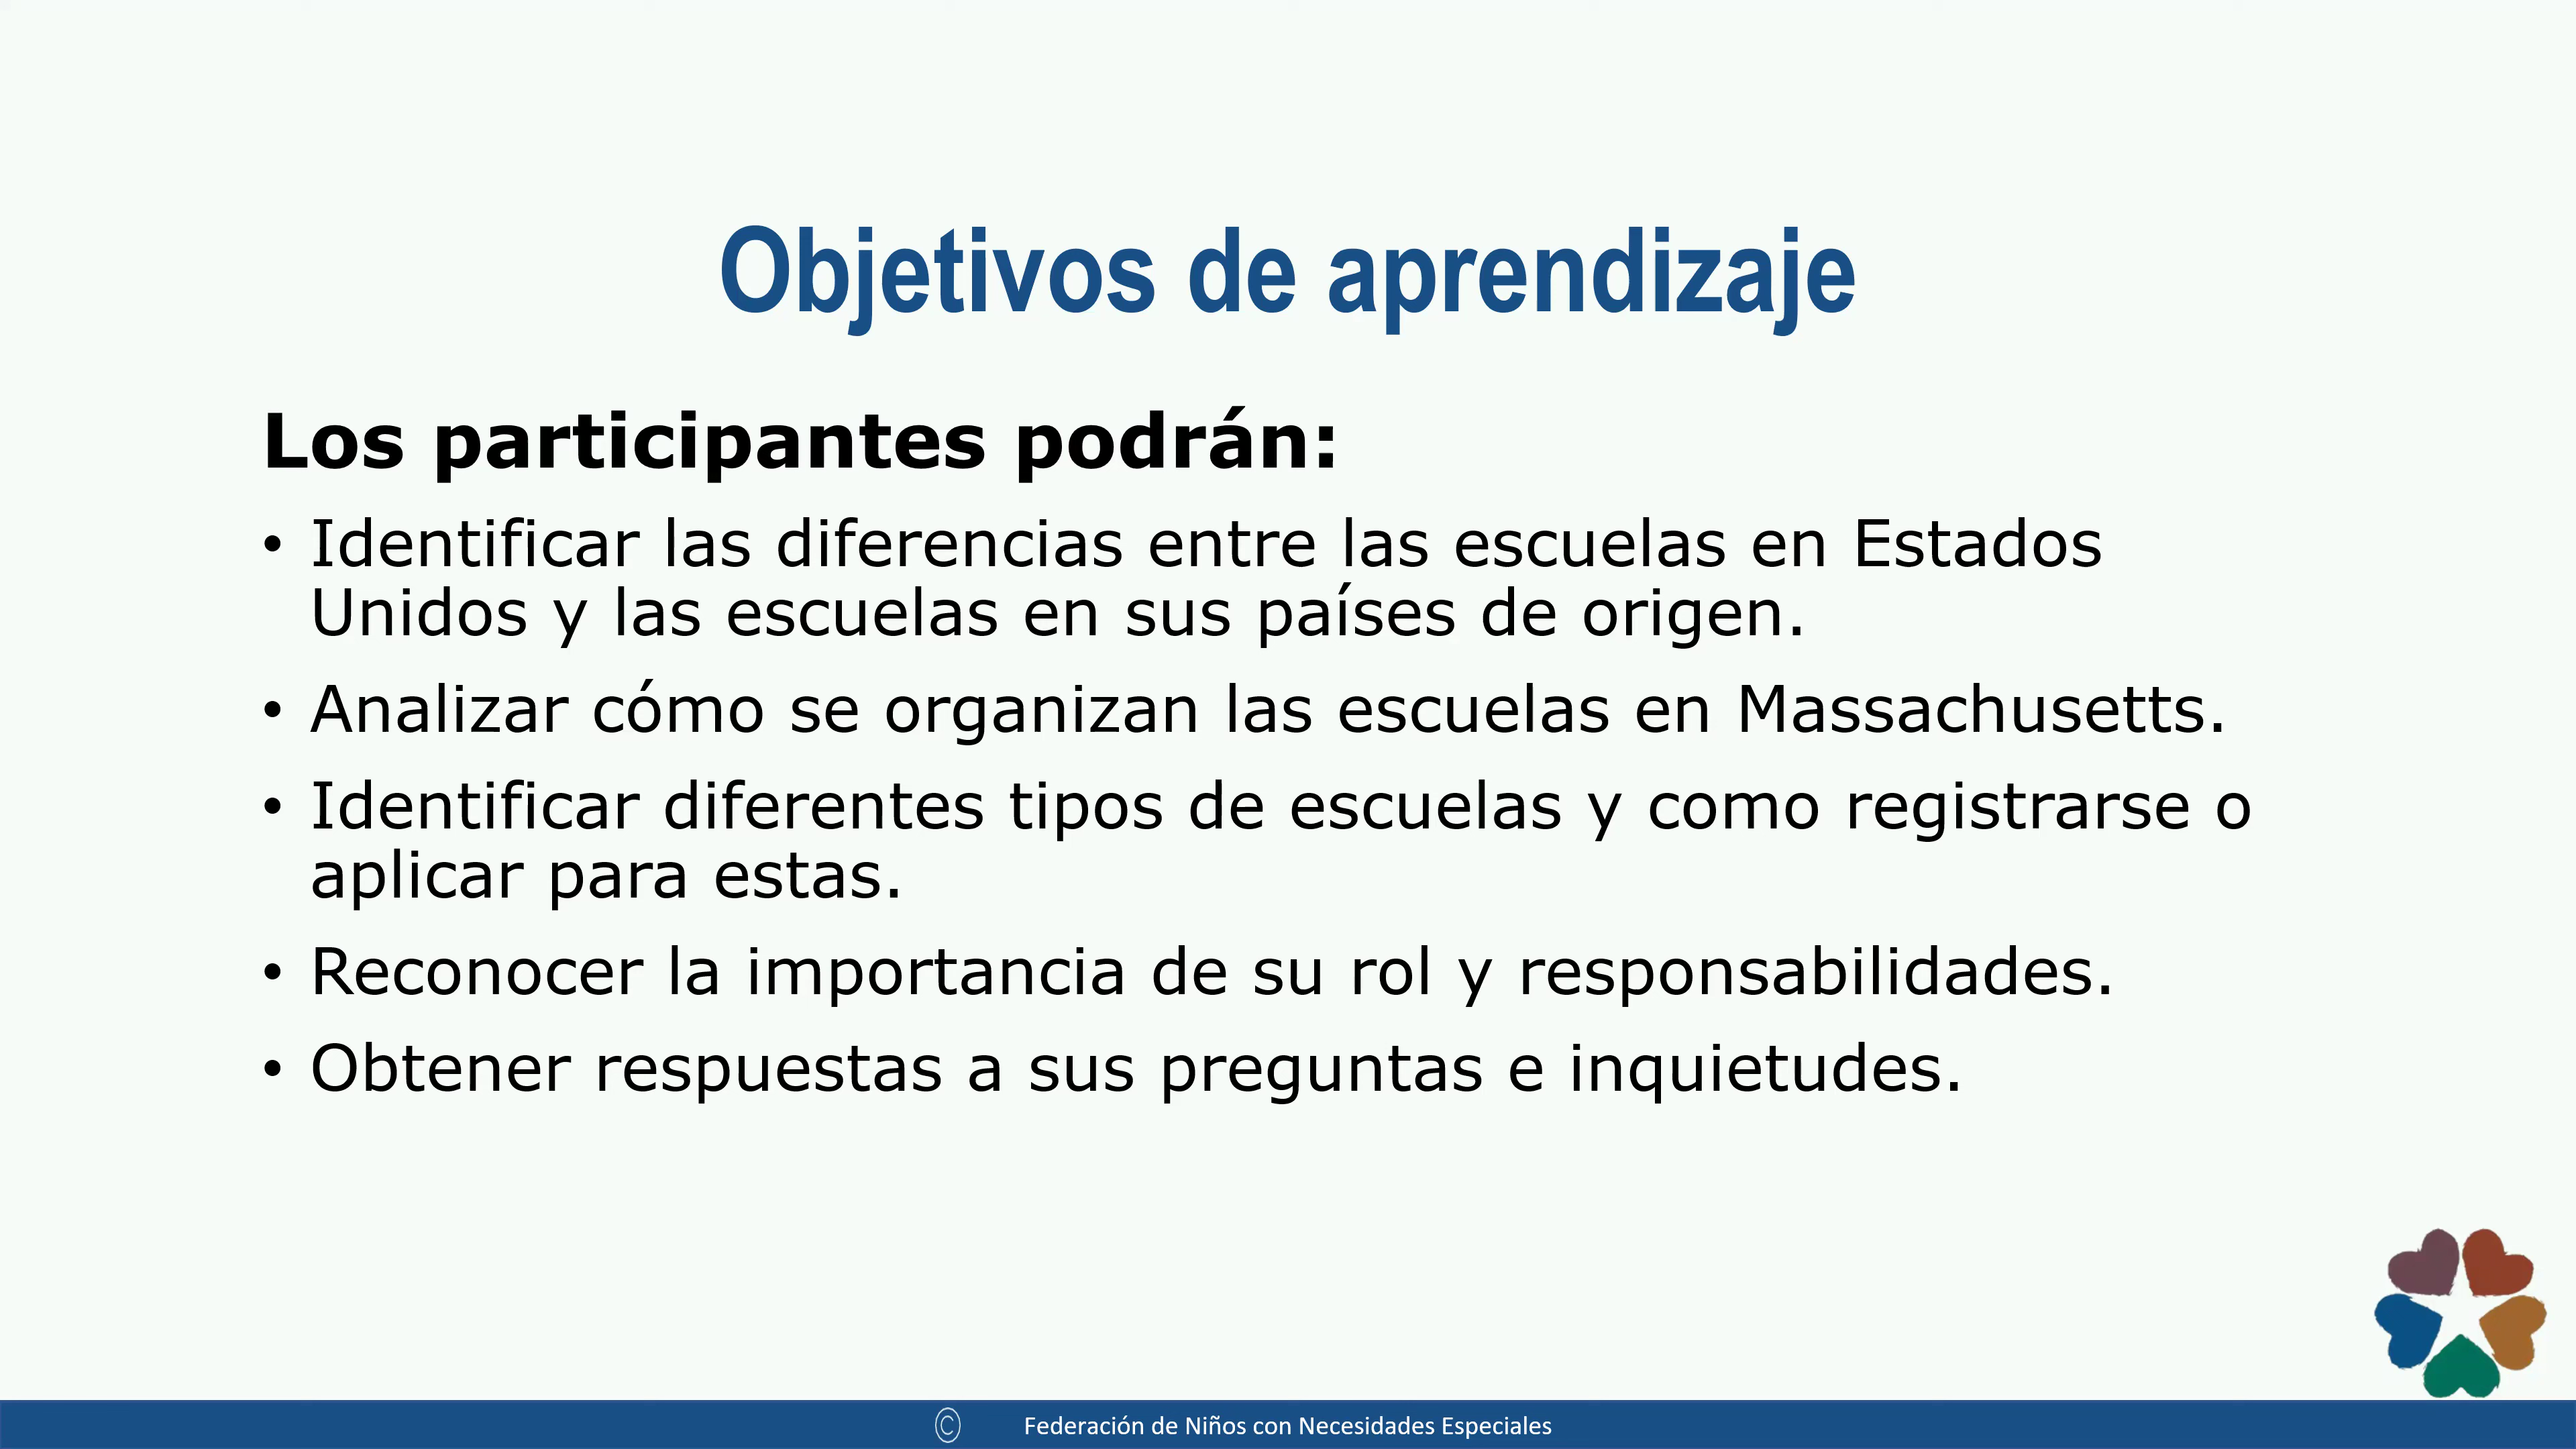 Objetivos de aprendizaje
Los participantes podrán:
• Identificar las diferencias entre las escuelas en Estados
Unidos y las escuelas en sus países de origen.
• Analizar cómo se organizan las escuelas en Massachusetts.
• Identificar diferentes tipos de escuelas y como registrarse o
aplicar para estas.
• Reconocer la importancia de su rol y responsabilidades.
• Obtener respuestas a sus preguntas e inquietudes.
© Federación de Niños con Necesidades Especiales